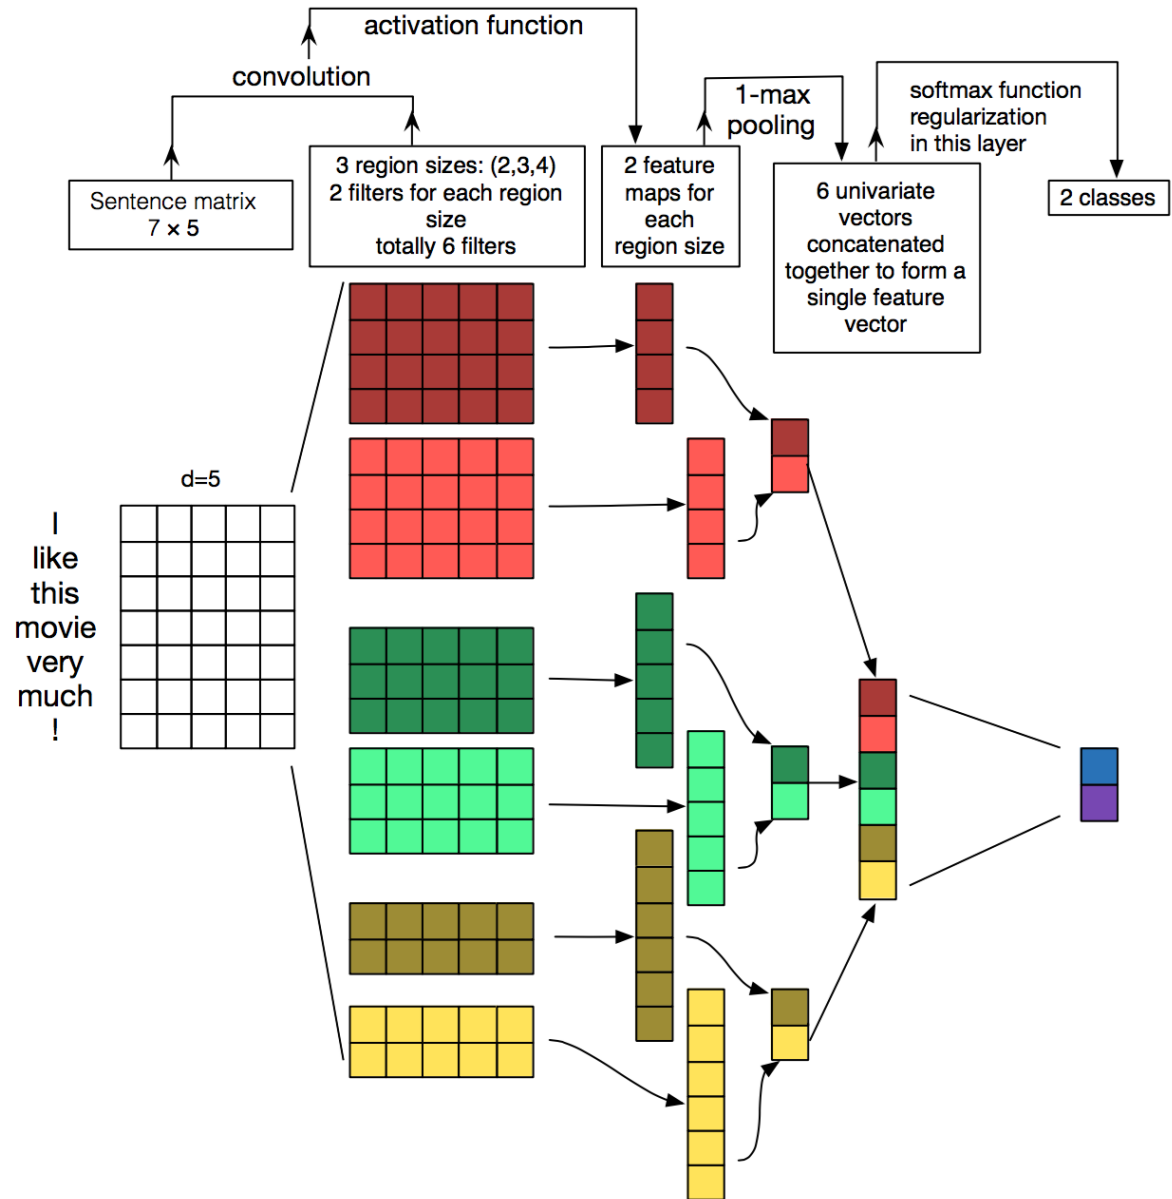 activation function
convolution
1-max
pooling
softmax function
regularization
in this layer
Sentence matrix
7 × 5
3 region sizes: (2,3,4)
2 filters for each region
size
totally 6 filters
2 feature
maps for
each
region size
6 univariate
vectors
concatenated
together to form a
single feature
vector
2 classes
d=5
I
like
this
movie
very
much
!